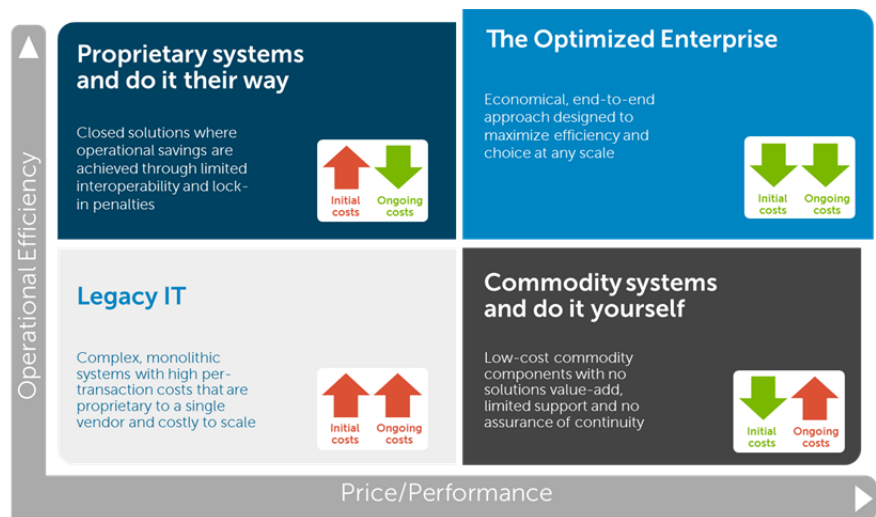 Operational Efficiency
Proprietary systems
and do it their way
Closed solutions where
operational savings are
achieved through limited
interoperability and lock-
in penalties
Initial
costs
Ongoing
costs
The Optimized Enterprise
Economical, end-to-end
approach designed to
maximize efficiency and
choice at any scale
Initial
costs
Ongoing
costs
Legacy IT
Complex, monolithic
systems with high per-
transaction costs that are
proprietary to a single
vendor and costly to scale
Initial
costs
Ongoing
costs
Commodity systems
and do it yourself
Low-cost commodity
components with no
solutions value-add,
limited support and no
assurance of continuity
Initial
costs
Ongoing
costs
Price/Performance